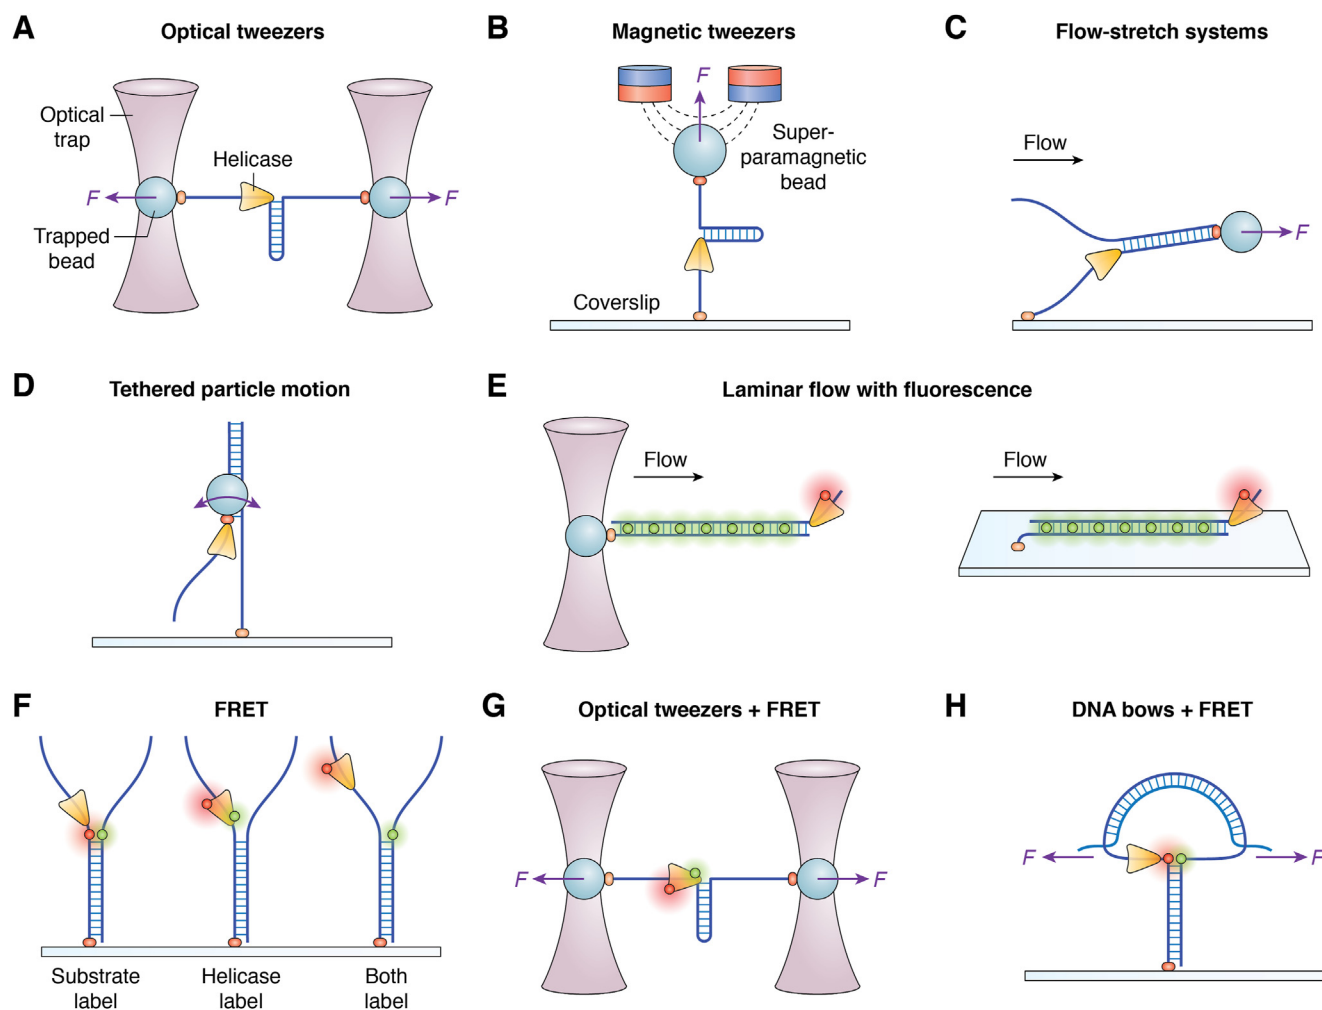 A
Optical tweezers
Optical
trap
Helicase
F
F
Trapped
bead
B
Magnetic tweezers
F
Super-
paramagnetic
bead
Coverslip
C
Flow-stretch systems
Flow
F
D
Tethered particle motion
E
Laminar flow with fluorescence
Flow
Flow
F
FRET
Substrate
label
Helicase
label
Both
label
G
Optical tweezers + FRET
F
F
H
DNA bows + FRET
F
F